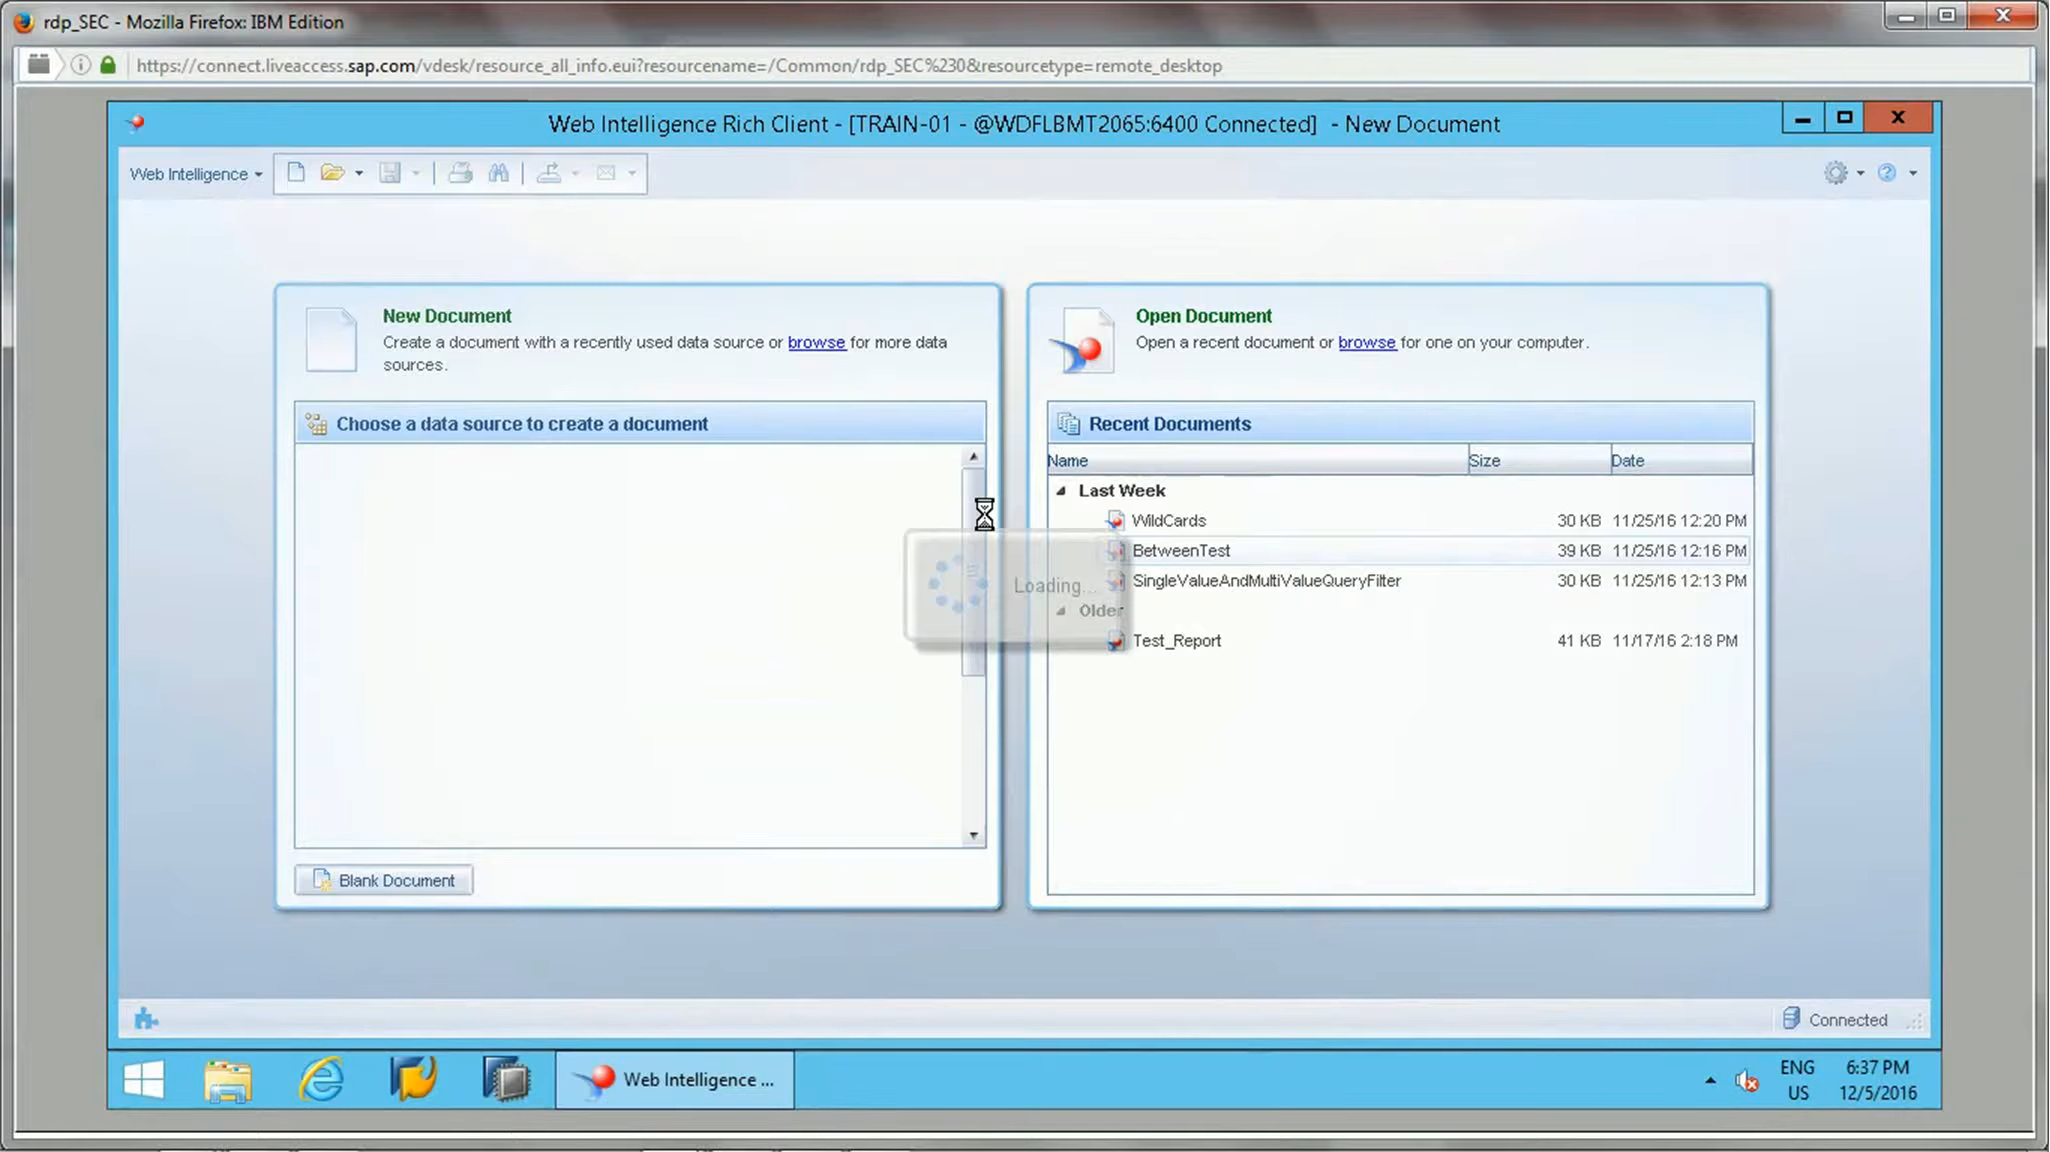 rdp_SEC - Mozilla Firefox: IBM Edition
https://connect.liveaccess.sap.com/vdesk/resource_all_info.eui?resourcename=/Common/rdp_SEC%230&resourcetype=remote_desktop
Web Intelligence Rich Client - [TRAIN-01 - @WDFLBMT2065:6400 Connected] - New Document
Web Intelligence
New Document
Create a document with a recently used data source or browse for more data
sources.
Choose a data source to create a document
Blank Document
Open Document
Open a recent document or browse for one on your computer.
Recent Documents
Name Size Date
Last Week
WildCards 30 KB 11/25/16 12:20 PM
BetweenTest 39 KB 11/25/16 12:16 PM
SingleValueAndMultiValueQueryFilter 30 KB 11/25/16 12:13 PM
Loading...
Older
Test_Report 41 KB 11/17/16 2:18 PM
Connected
Web Intelligence ...
ENG 6:37 PM
US 12/5/2016